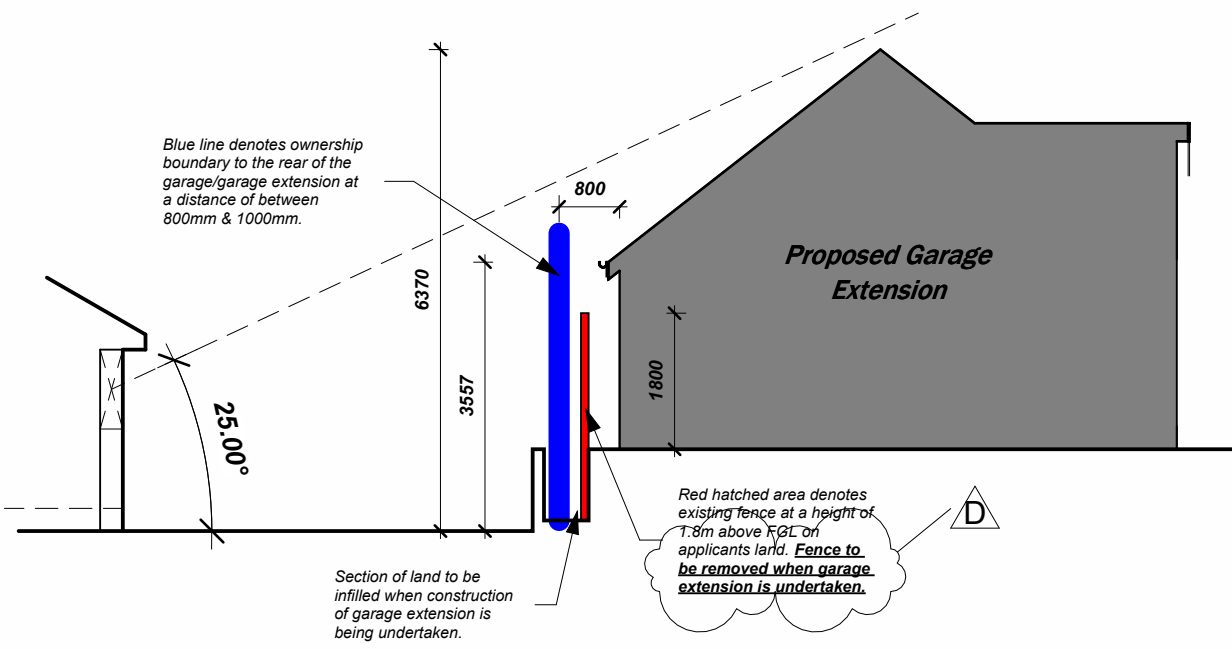 Blue line denotes ownership
boundary to the rear of the
garage/garage extension at
a distance of between
800mm & 1000mm.
800
6370
3557
1800
25.00°
Proposed Garage
Extension
Section of land to be
infilled when construction
of garage extension is
being undertaken.
Red hatched area denotes
existing fence at a height of
1.8m above FGL on
applicants land. Fence to
be removed when garage
extension is undertaken.
D